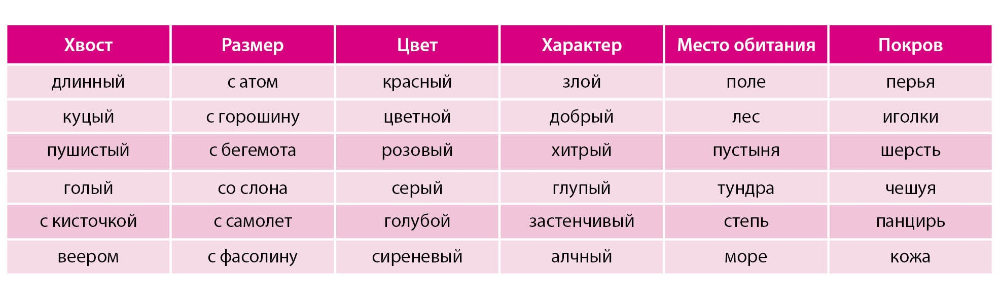 Хвост Размер Цвет Характер Место обитания Покров
длинный с атом красный злой поле перья
куцый с горошину цветной добрый лес иголки
пушистый с бегемота розовый хитрый пустыня шерсть
голый со слона серый глупый тундра чешуя
с кисточкой с самолет голубой застенчивый степь панцирь
веером с фасолину сиреневый алчный море кожа